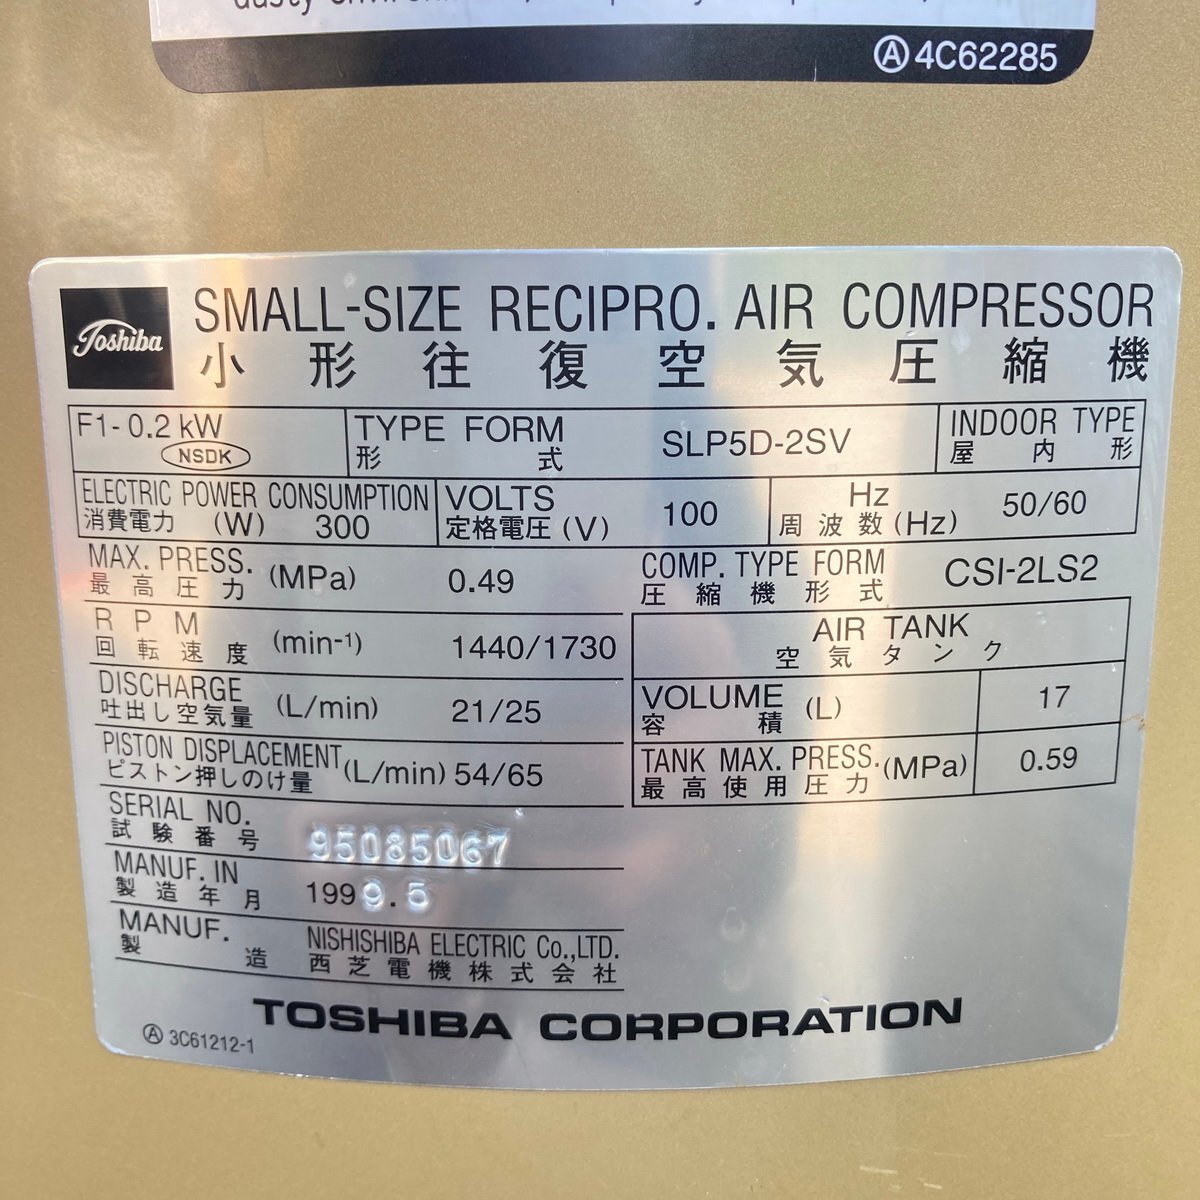 Ⓐ4C62285
SMALL-SIZE RECIPRO. AIR COMPRESSOR
小形往復空気圧縮機
Toshiba
F1-0.2kW
NSDK
TYPE FORM
形式
SLP5D-2SV
INDOOR TYPE
屋内形
ELECTRIC POWER CONSUMPTION
消費電力 (W) 300
VOLTS
定格電圧(V)
100
Hz
周波数(Hz)
50/60
MAX. PRESS.
最高圧力
(MPa)
0.49
COMP. TYPE FORM
圧縮機形式
CSI-2LS2
RPM
回転速度
(min-1)
1440/1730
DISCHARGE
吐出し空気量
(L/min)
21/25
PISTON DISPLACEMENT
ピストン押しのけ量
(L/min) 54/65
AIR TANK
空気タンク
VOLUME
容積
(L)
17
TANK MAX. PRESS.
最高使用圧力
(MPa)
0.59
SERIAL NO.
試験番号
95085067
MANUF. IN
製造年月
1999.5
MANUF.
製造
NISHISHIBA ELECTRIC Co.,LTD.
西芝電機株式会社
TOSHIBA CORPORATION
Ⓐ 3C61212-1